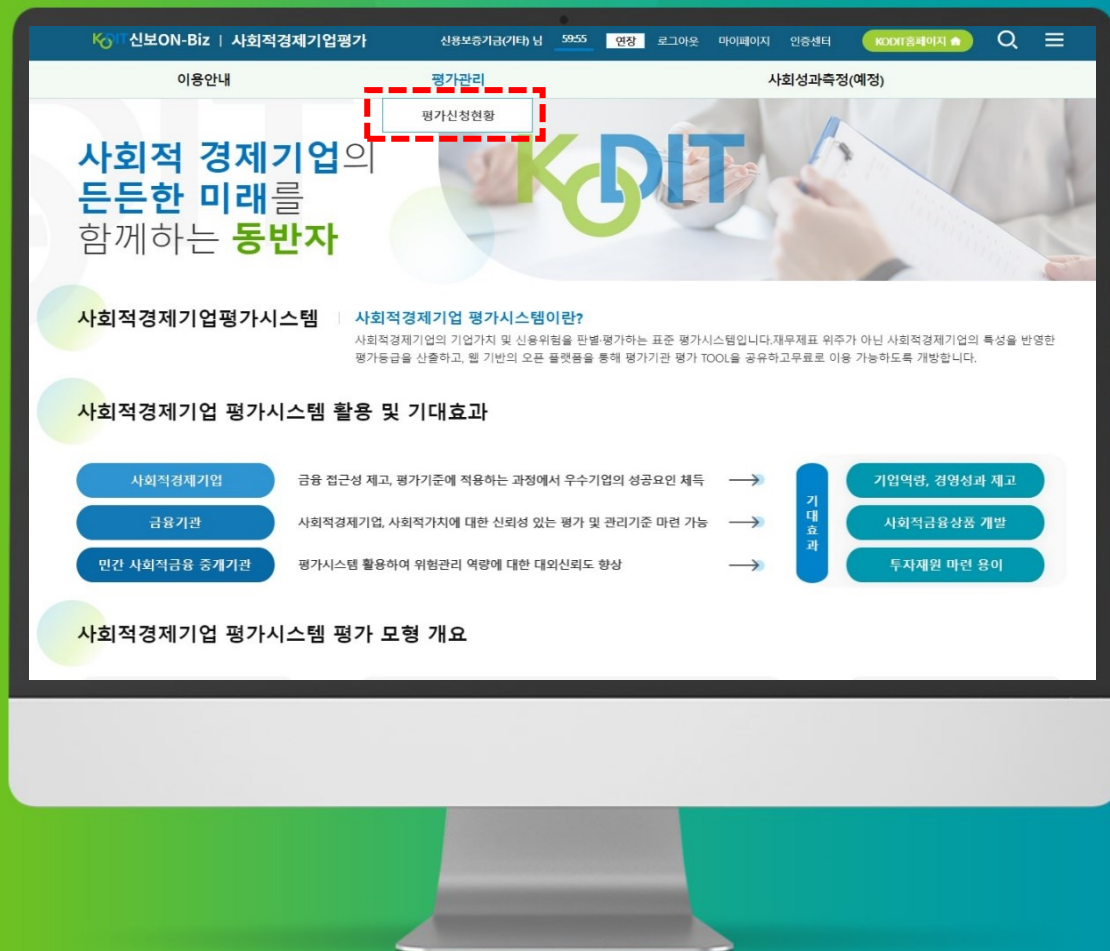 KODIT 신보ON-Biz | 사회적경제기업평가
신용보증기금(기타) 님 59:55 연장 로그아웃 마이페이지 인증센터 KODIT홈페이지
이용안내 평가관리 사회성과측정(예정)
평가신청현황
사회적 경제기업의
든든한 미래를
함께하는 동반자
KODIT
사회적경제기업평가시스템
사회적경제기업 평가시스템이란?
사회적경제기업의 기업가치 및 신용위험을 판별·평가하는 표준 평가시스템입니다.재무제표 위주가 아닌 사회적경제기업의 특성을 반영한
평가등급을 산출하고, 웹 기반의 오픈 플랫폼을 통해 평가기관 평가 TOOL을 공유하고무료로 이용 가능하도록 개방합니다.
사회적경제기업 평가시스템 활용 및 기대효과
사회적경제기업 금융 접근성 제고, 평가기준에 적용하는 과정에서 우수기업의 성공요인 체득
금융기관 사회적경제기업, 사회적가치에 대한 신뢰성 있는 평가 및 관리기준 마련 가능
민간 사회적금융 중개기관 평가시스템 활용하여 위험관리 역량에 대한 대외신뢰도 향상
기대효과
기업역량, 경영성과 제고
사회적금융상품 개발
투자재원 마련 용이
사회적경제기업 평가시스템 평가 모형 개요